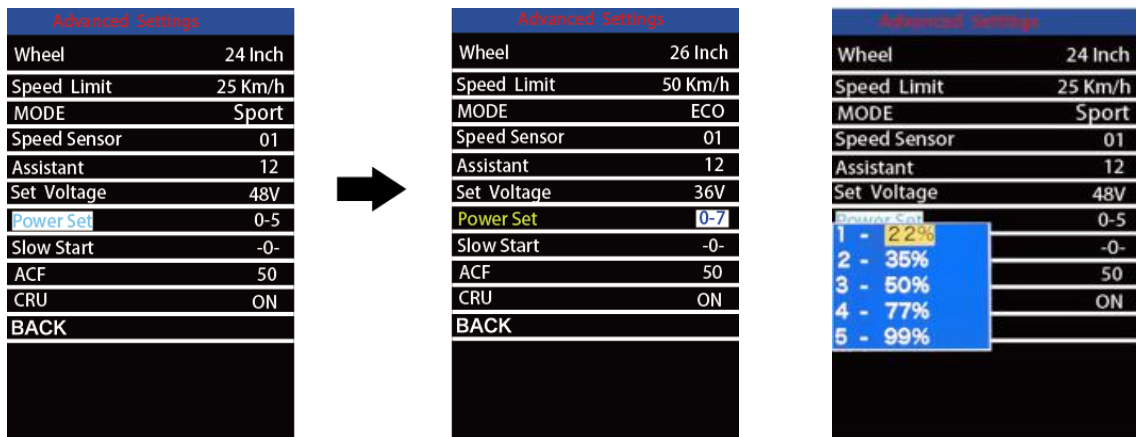 Advanced Settings
Wheel 24 Inch
Speed Limit 25 Km/h
MODE Sport
Speed Sensor 01
Assistant 12
Set Voltage 48V
Power Set 0-5
Slow Start -0-
ACF 50
CRU ON
BACK
Advanced Settings
Wheel 26 Inch
Speed Limit 50 Km/h
MODE ECO
Speed Sensor 01
Assistant 12
Set Voltage 36V
Power Set 0-7
Slow Start -0-
ACF 50
CRU ON
BACK
Advanced Settings
Wheel 24 Inch
Speed Limit 25 Km/h
MODE Sport
Speed Sensor 01
Assistant 12
Set Voltage 48V
Power Set 0-5
1 - 22% -0-
2 - 35% 50
3 - 50% ON
4 - 77%
5 - 99%